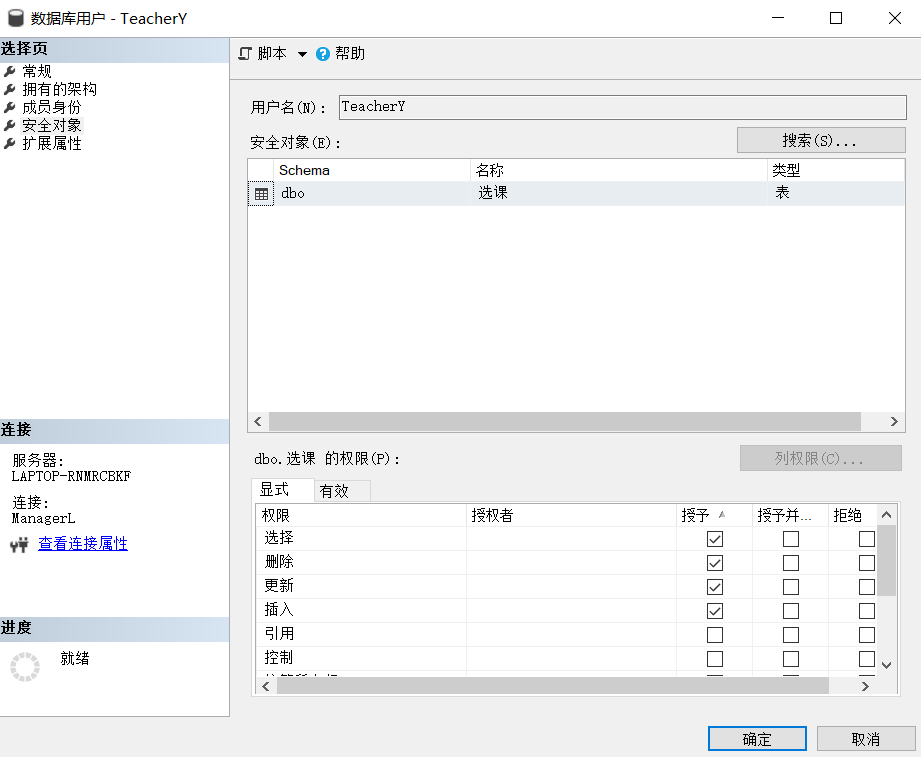 数据库用户 - TeacherY
选择页
常规
拥有的架构
成员身份
安全对象
扩展属性
连接
服务器:
LAPTOP-RNMRCBKF
连接:
ManagerL
查看连接属性
进度
就绪
脚本 帮助
用户名(N): TeacherY
安全对象(E): 搜索(S)...
Schema 名称 类型
dbo 选课 表
dbo.选课 的权限(P): 列权限(C)...
显式 有效
权限 授权者 授予 授予并... 拒绝
选择
删除
更新
插入
引用
控制
确定 取消